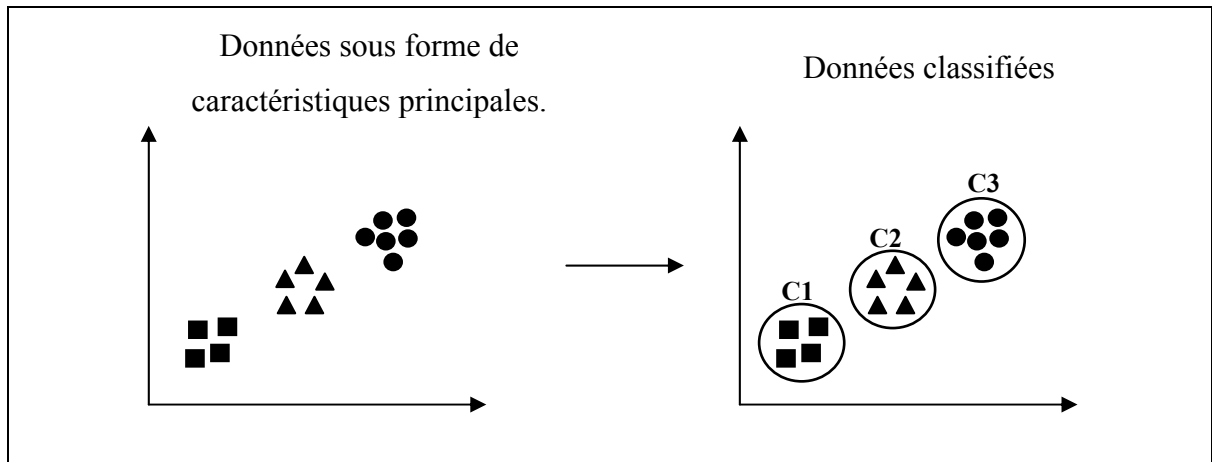 Données sous forme de
caractéristiques principales.
Données classifiées
C3
C2
C1